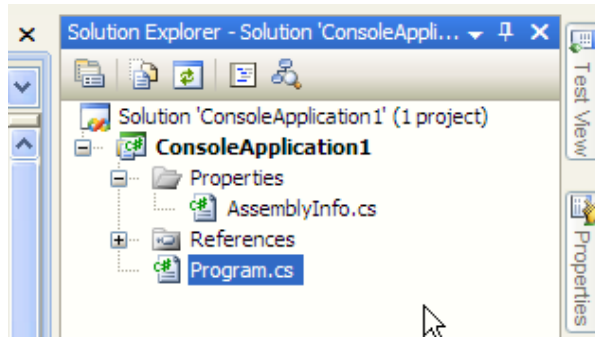 Solution Explorer - Solution 'ConsoleAppli...
Solution 'ConsoleApplication1' (1 project)
ConsoleApplication1
Properties
AssemblyInfo.cs
References
Program.cs
Test View
Properties